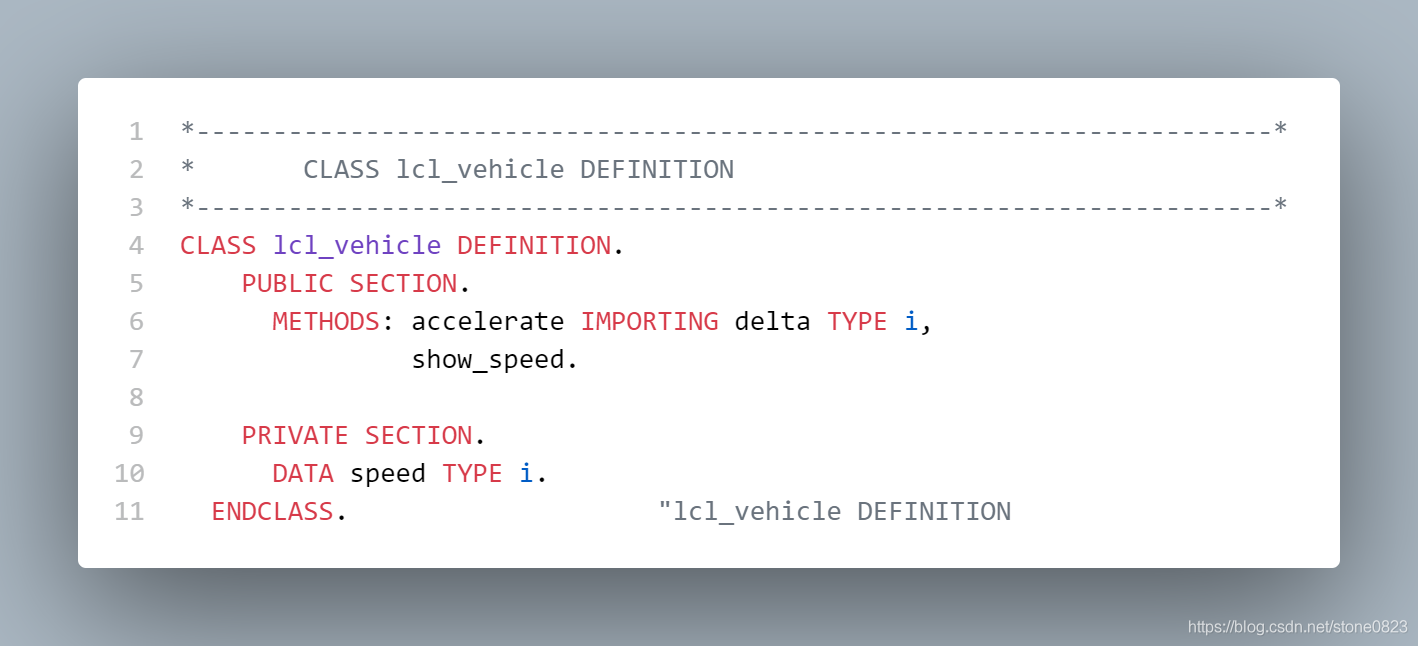 1 *----------------------------------------------------------------------*
2 *       CLASS lcl_vehicle DEFINITION
3 *----------------------------------------------------------------------*
4 CLASS lcl_vehicle DEFINITION.
5     PUBLIC SECTION.
6       METHODS: accelerate IMPORTING delta TYPE i,
7                show_speed.
8
9     PRIVATE SECTION.
10       DATA speed TYPE i.
11   ENDCLASS.                    "lcl_vehicle DEFINITION
https://blog.csdn.net/stone0823